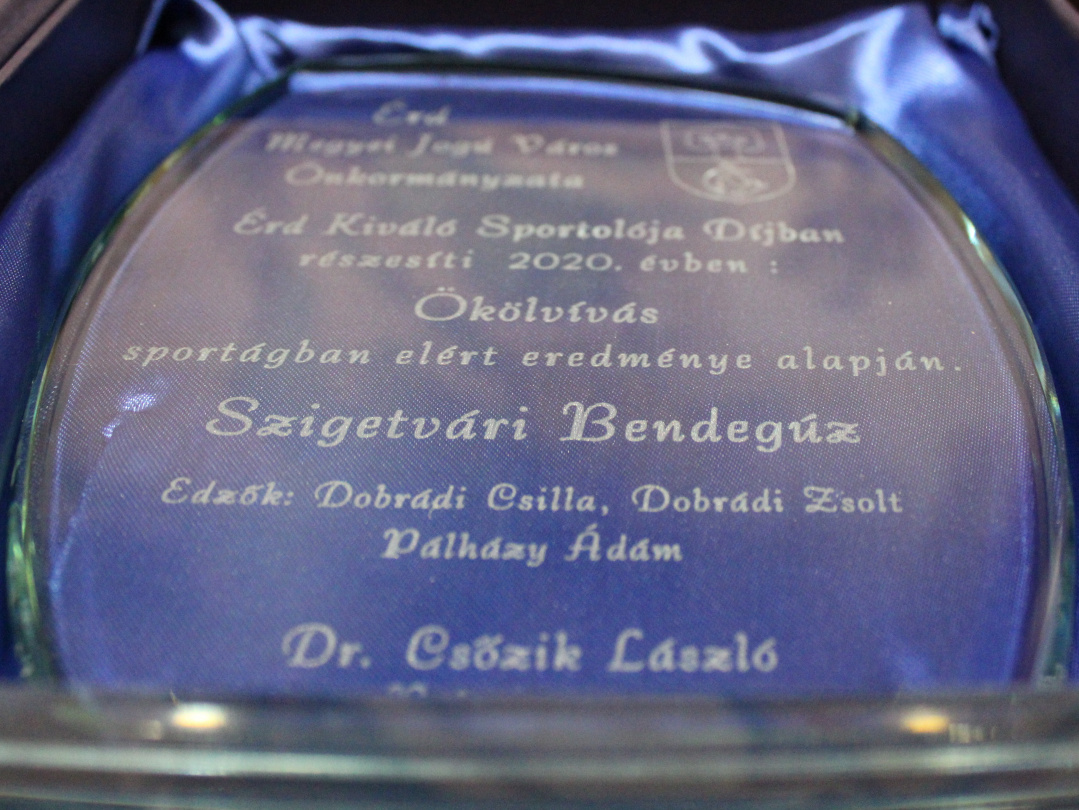 Érd
Megyei Jogú Város
Önkormányzata
Érd Kiváló Sportolója Díjban
részesíti 2020. évben :
Ökölvívás
sportágban elért eredménye alapján.
Szigetvári Bendegúz
Edzők: Dobrádi Csilla, Dobrádi Zsolt
Pálházy Ádám
Dr. Csőzik László